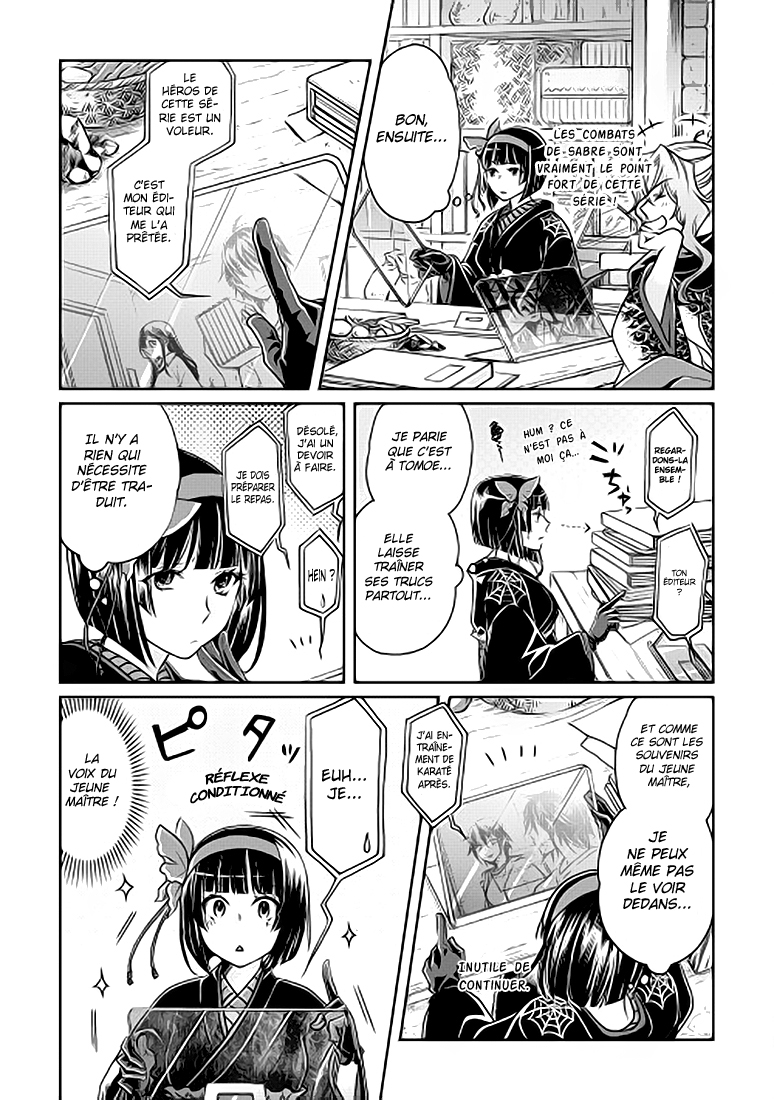 LES COMBATS
DE SABRE SONT
VRAIMENT LE POINT
FORT DE CETTE
SÉRIE !
BON,
ENSUITE...
LE
HÉROS DE
CETTE SÉ-
RIE EST UN
VOLEUR.
C'EST
MON ÉDI-
TEUR QUI
ME L'A
PRÊTÉE.
REGAR-
DONS-LA
ENSEM-
BLE !
TON
ÉDITEUR
?
ちゃっ
HUM ? CE
N'EST PAS À
MOI ÇA...
JE PARIE
QUE C'EST
À TOMOE...
ELLE
LAISSE
TRAÎNER
SES TRUCS
PARTOUT...
DÉSOLÉ,
J'AI UN
DEVOIR
À FAIRE.
JE DOIS
PRÉPARER
LE REPAS.
HEIN ?
IL N'Y A
RIEN QUI
NÉCESSITE
D'ÊTRE TRA-
DUIT.
ET COMME
CE SONT LES
SOUVENIRS
DU JEUNE
MAÎTRE,
JE
NE PEUX
MÊME PAS
LE VOIR
DEDANS...
J'AI EN-
TRAÎNE-
MENT DE
KARATÉ
APRÈS.
INUTILE DE
CONTINUER.
EUH...
JE...
ピタッ
RÉFLEXE
CONDITIONNÉ
LA
VOIX DU
JEUNE
MAÎTRE !